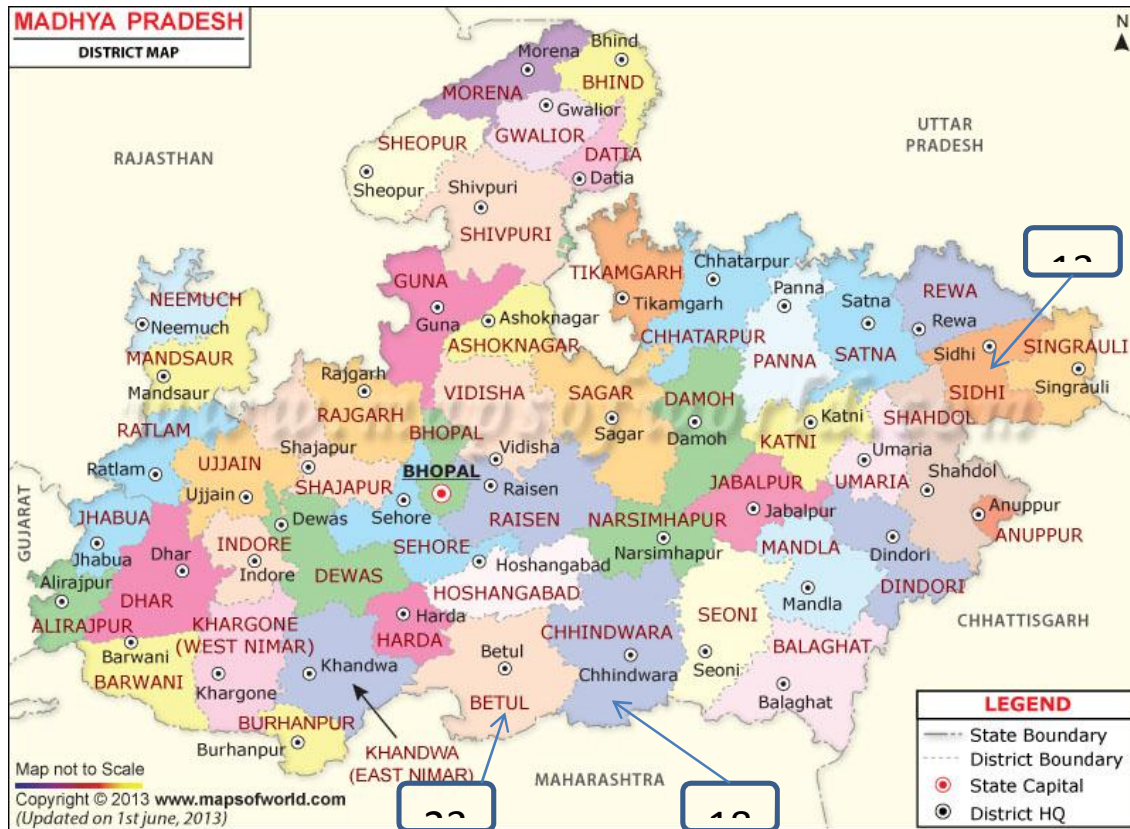 MADHYA PRADESH
DISTRICT MAP
N
Morena
Bhind
MORENA
BHIND
Gwalior
GWALIOR
UTTAR
PRADESH
RAJASTHAN
SHEOPUR
DATIA
Sheopur
Datia
Shivpuri
SHIVPURI
GUNA
TIKAMGARH
Chhatarpur
Panna
Satna
REWA
NEEMUCH
Neemuch
Guna
Ashoknagar
Tikamgarh
CHHATARPUR
PANNA
SATNA
Rewa
Sidhi
SINGRAULI
MANDSAUR
Mandsaur
ASHOKNAGAR
Singrauli
SIDHI
Rajgarh
VIDISHA
SAGAR
DAMOH
RAJGARH
Sagar
Damoh
Katni
KATNI
SHAHDOL
RATLAM
BHOPAL
Shajapur
Vidisha
Umaria
UMARIA
Shahdol
Ratlam
UJJAIN
SHAJAPUR
BHOPAL
Raisen
JABALPUR
Ujjain
Sehore
RAISEN
NARSIMHAPUR
Jabalpur
Anuppur
ANUPPUR
GUJARAT
JHABUA
Dewas
Jhabua
Dhar
INDORE
Indore
SEHORE
Narsimhapur
MANDLA
Dindori
DINDORI
Alirajpur
DEWAS
Hoshangabad
HOSHANGABAD
Mandla
DHAR
ALIRAJPUR
KHARGONE
(WEST NIMAR)
Harda
HARDA
CHHINDWARA
SEONI
CHHATTISGARH
Barwani
BARWANI
Khargone
Khandwa
Betul
BETUL
Chhindwara
Seoni
BALAGHAT
Balaghat
BURHANPUR
Burhanpur
KHANDWA
(EAST NIMAR)
MAHARASHTRA
LEGEND
State Boundary
District Boundary
State Capital
District HQ
Map not to Scale
Copyright © 2013 www.mapsofworld.com
(Updated on 1st june, 2013)